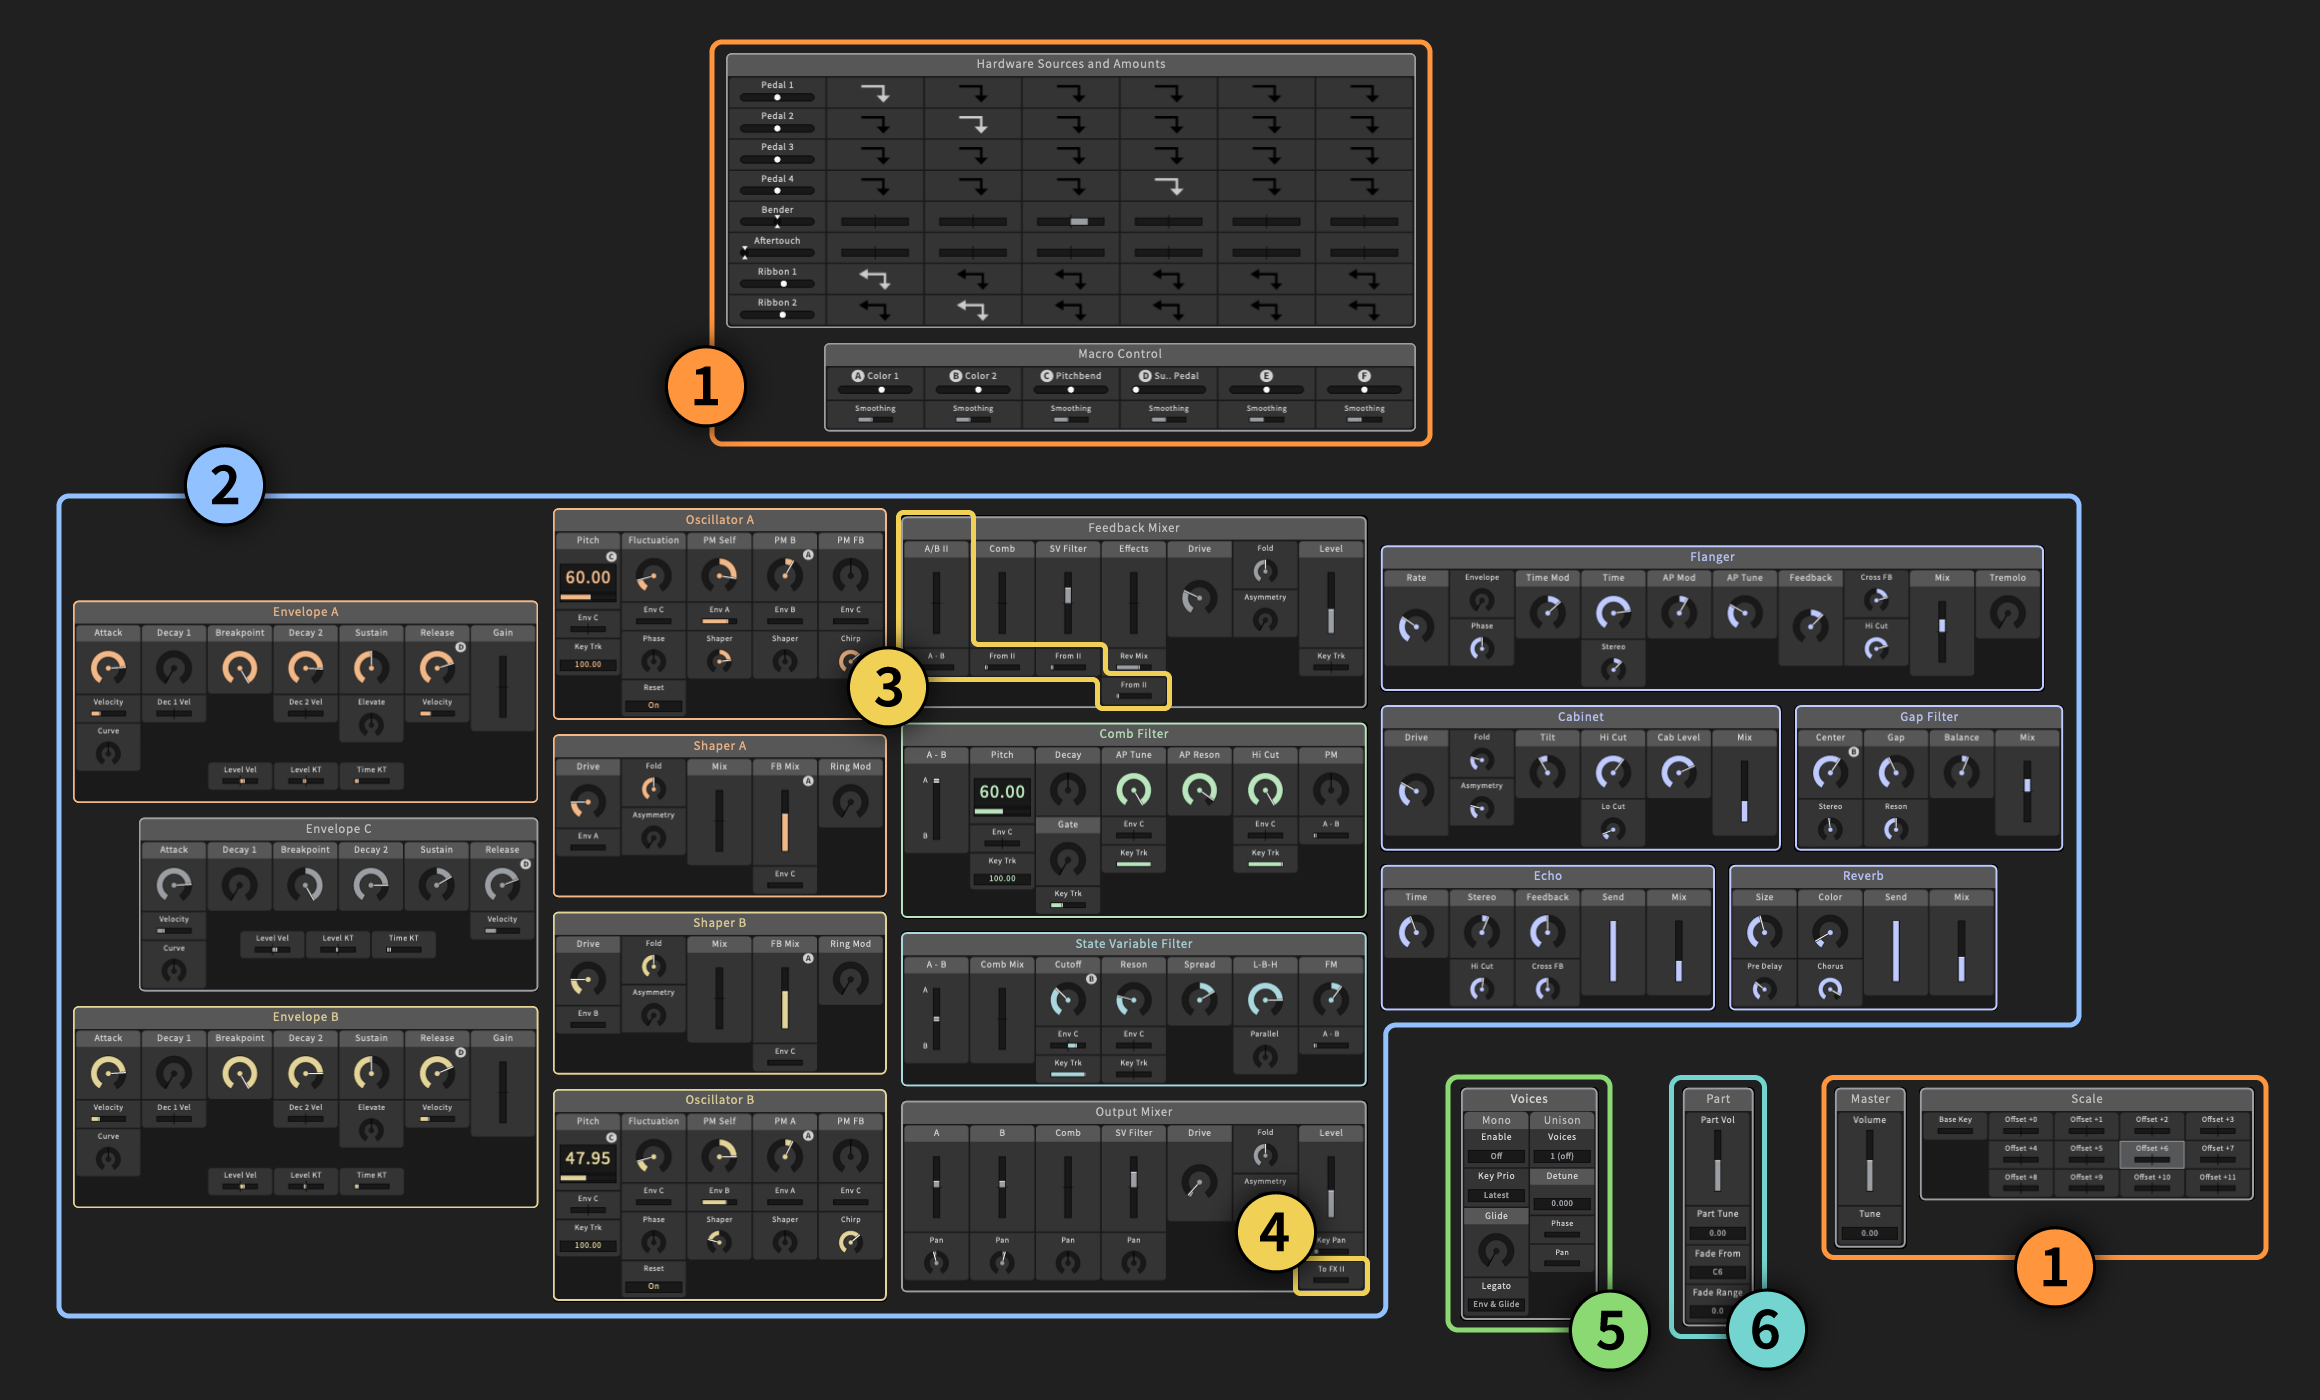 Hardware Sources and Amounts
Pedal 1
Pedal 2
Pedal 3
Pedal 4
Bender
Aftertouch
Ribbon 1
Ribbon 2
1
Macro Control
A Color 1 B Color 2 C Pitchbend D Su.. Pedal E F
Smoothing Smoothing Smoothing Smoothing Smoothing Smoothing
2
Envelope A
Attack Decay 1 Breakpoint Decay 2 Sustain Release Gain
D
Velocity Dec 1 Vel Dec 2 Vel Elevate Velocity
Curve
Level Vel Level KT Time KT
Envelope C
Attack Decay 1 Breakpoint Decay 2 Sustain Release
D
Velocity Velocity
Curve Level Vel Level KT Time KT
Envelope B
Attack Decay 1 Breakpoint Decay 2 Sustain Release Gain
D
Velocity Dec 1 Vel Dec 2 Vel Elevate Velocity
Curve
Level Vel Level KT Time KT
Oscillator A
Pitch Fluctuation PM Self PM B PM FB
C A
60.00
Env C Env C Env A Env B Env C
Key Trk Phase Shaper Shaper Chirp
100.00
Reset
On
Shaper A
Drive Fold Mix FB Mix Ring Mod
A
Asymmetry
Env A
Env C
Shaper B
Drive Fold Mix FB Mix Ring Mod
A
Asymmetry
Env B
Env C
Oscillator B
Pitch Fluctuation PM Self PM A PM FB
C A
47.95
Env C Env C Env B Env A Env C
Key Trk Phase Shaper Shaper Chirp
100.00
Reset
On
Feedback Mixer
A/B II Comb SV Filter Effects Drive Fold Level
Asymmetry
A - B From II From II Rev Mix Key Trk
From II
3
Comb Filter
A - B Pitch Decay AP Tune AP Reson Hi Cut PM
A
60.00
B
Env C Gate Env C Env C A - B
Key Trk Key Trk Key Trk
100.00
Key Trk
State Variable Filter
A - B Comb Mix Cutoff Reson Spread L-B-H FM
B
A
B
Env C Env C Parallel A - B
Key Trk Key Trk
Output Mixer
A B Comb SV Filter Drive Fold Level
Asymmetry
Pan Pan Pan Pan Key Pan
To FX II
4
Flanger
Rate Envelope Time Mod Time AP Mod AP Tune Feedback Cross FB Mix Tremolo
Phase Hi Cut
Stereo
Cabinet
Drive Fold Tilt Hi Cut Cab Level Mix
Asmymetry
Lo Cut
Gap Filter
Center Gap Balance Mix
B
Stereo Reson
Echo
Time Stereo Feedback Send Mix
Hi Cut Cross FB
Reverb
Size Color Send Mix
Pre Delay Chorus
Voices
Mono Unison
Enable Voices
Off 1 (off)
Key Prio Detune
Latest 0.000
Glide Phase
Pan
Legato
Env & Glide
5
Part
Part Vol
Part Tune
0.00
Fade From
C6
Fade Range
0.0
6
Master
Volume
Tune
0.00
Scale
Base Key Offset +0 Offset +1 Offset +2 Offset +3
Offset +4 Offset +5 Offset +6 Offset +7
Offset +8 Offset +9 Offset +10 Offset +11
1